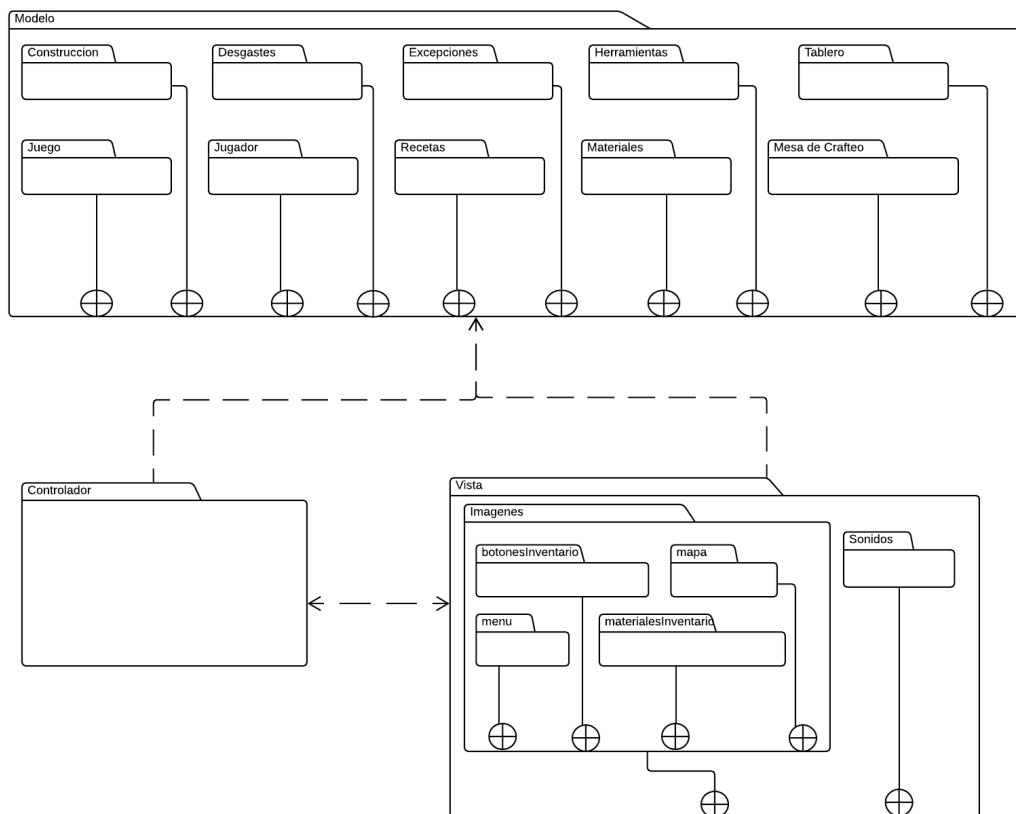 Modelo
Construccion
Desgastes
Excepciones
Herramientas
Tablero
Juego
Jugador
Recetas
Materiales
Mesa de Crafteo
Controlador
Vista
Imagenes
botonesInventario
mapa
Sonidos
menu
materialesInventario